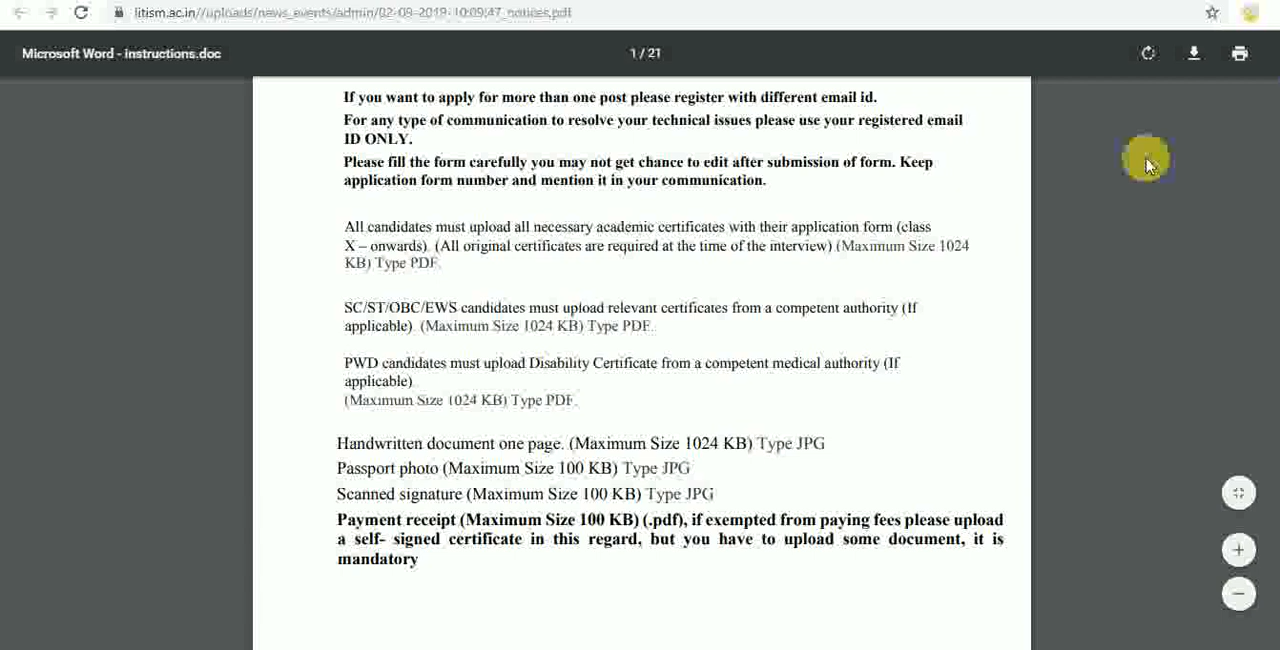 litism.ac.in//uploads/news_events/admin/02-09-2019-10:09:47_notices.pdf
Microsoft Word - instructions.doc
1 / 21
If you want to apply for more than one post please register with different email id.
For any type of communication to resolve your technical issues please use your registered email
ID ONLY.
Please fill the form carefully you may not get chance to edit after submission of form. Keep
application form number and mention it in your communication.
All candidates must upload all necessary academic certificates with their application form (class
X – onwards). (All original certificates are required at the time of the interview) (Maximum Size 1024
KB) Type PDF.
SC/ST/OBC/EWS candidates must upload relevant certificates from a competent authority (If
applicable). (Maximum Size 1024 KB) Type PDF.
PWD candidates must upload Disability Certificate from a competent medical authority (If
applicable).
(Maximum Size 1024 KB) Type PDF.
Handwritten document one page. (Maximum Size 1024 KB) Type JPG
Passport photo (Maximum Size 100 KB) Type JPG
Scanned signature (Maximum Size 100 KB) Type JPG
Payment receipt (Maximum Size 100 KB) (.pdf), if exempted from paying fees please upload
a self- signed certificate in this regard, but you have to upload some document, it is
mandatory